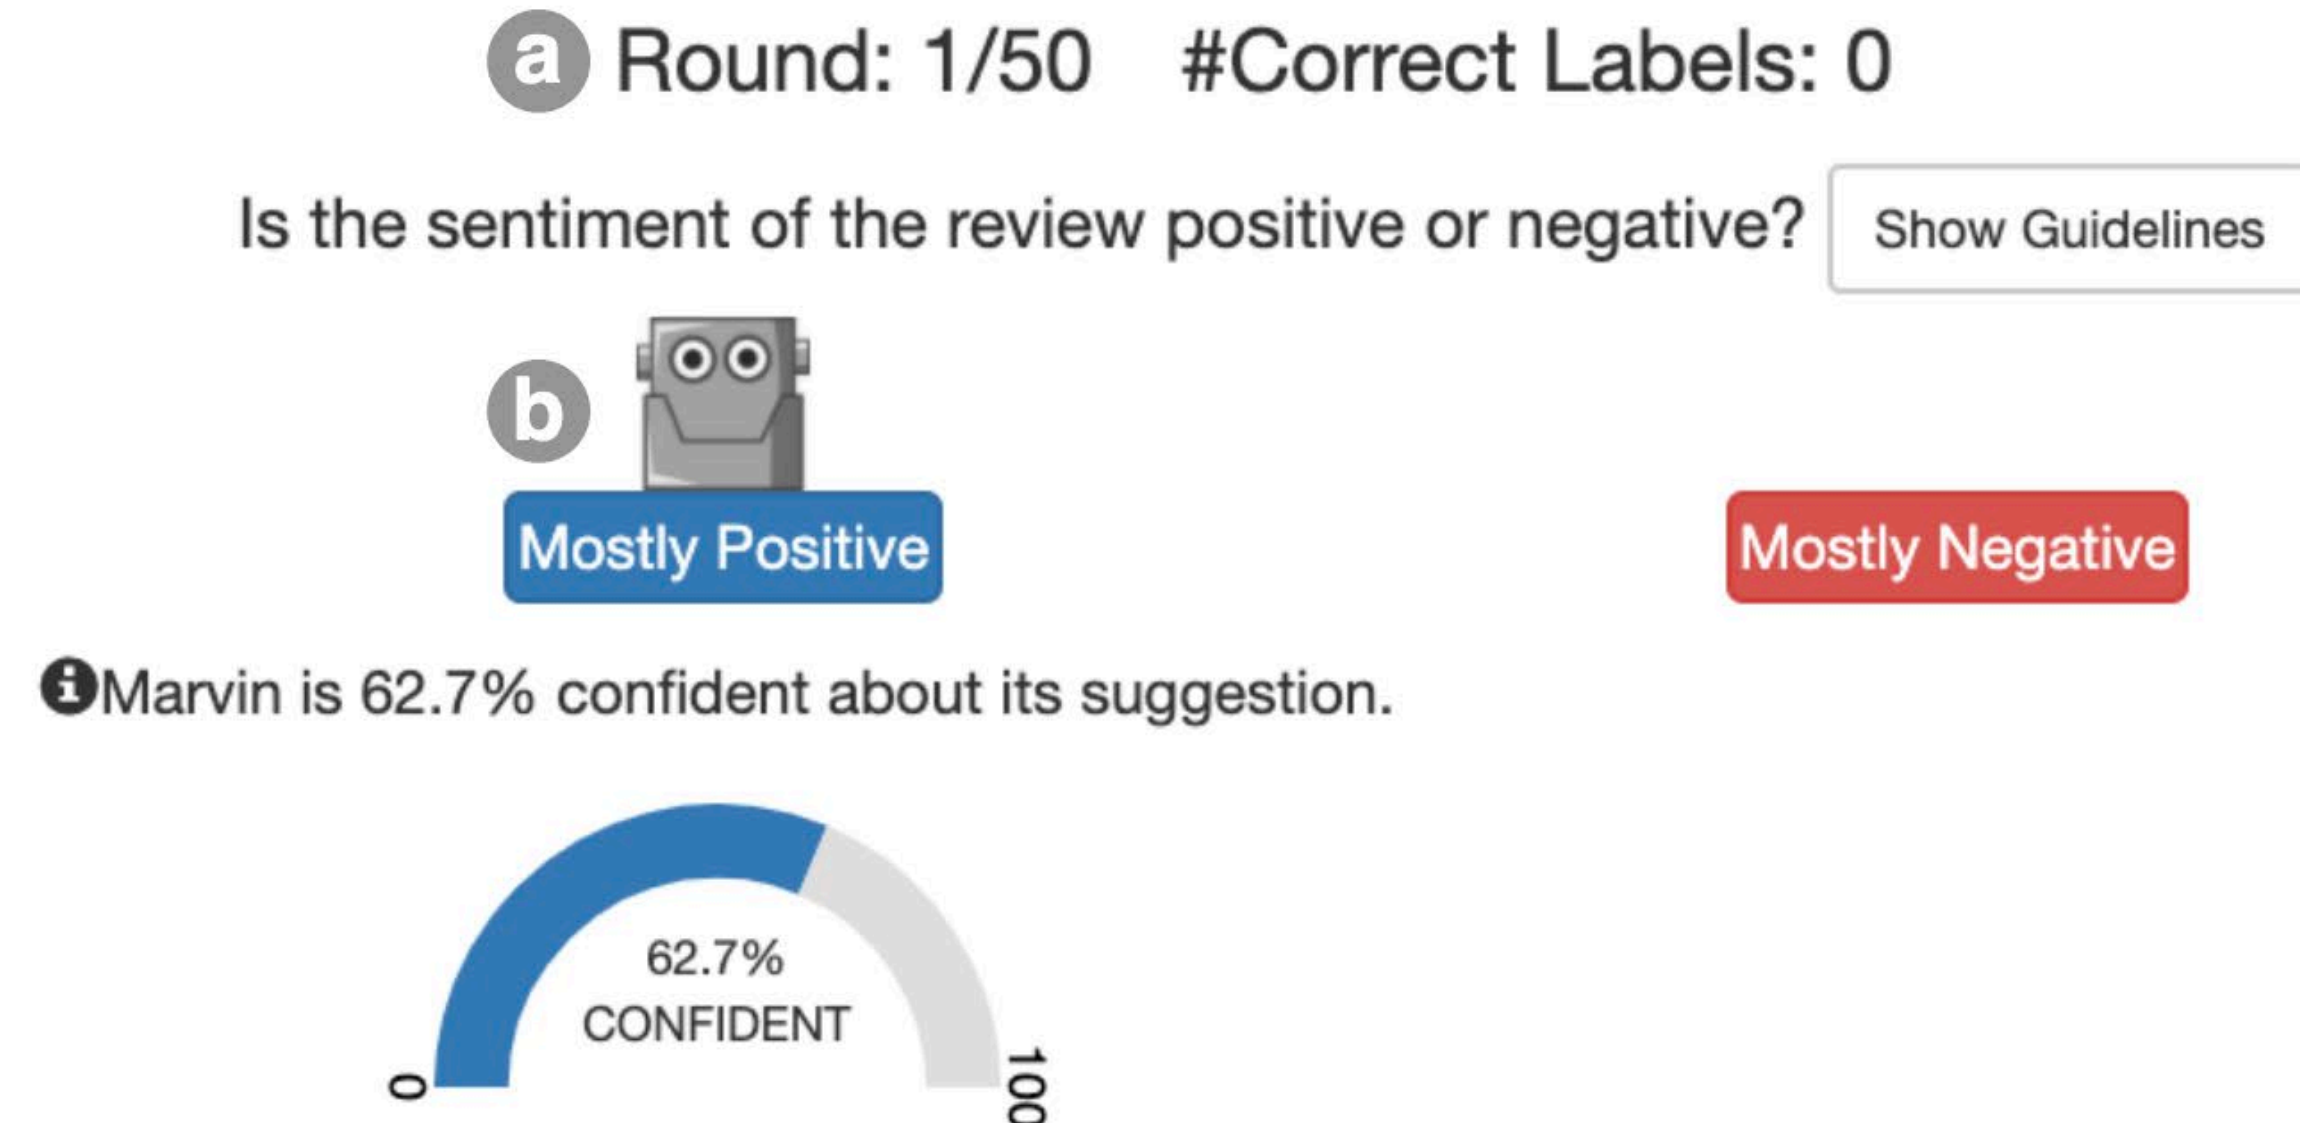 a Round: 1/50 #Correct Labels: 0
Is the sentiment of the review positive or negative? Show Guidelines
b
Mostly Positive Mostly Negative
iMarvin is 62.7% confident about its suggestion.
62.7%
CONFIDENT
0 100